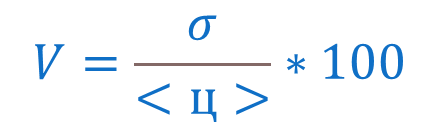 V = σ / < ц > * 100